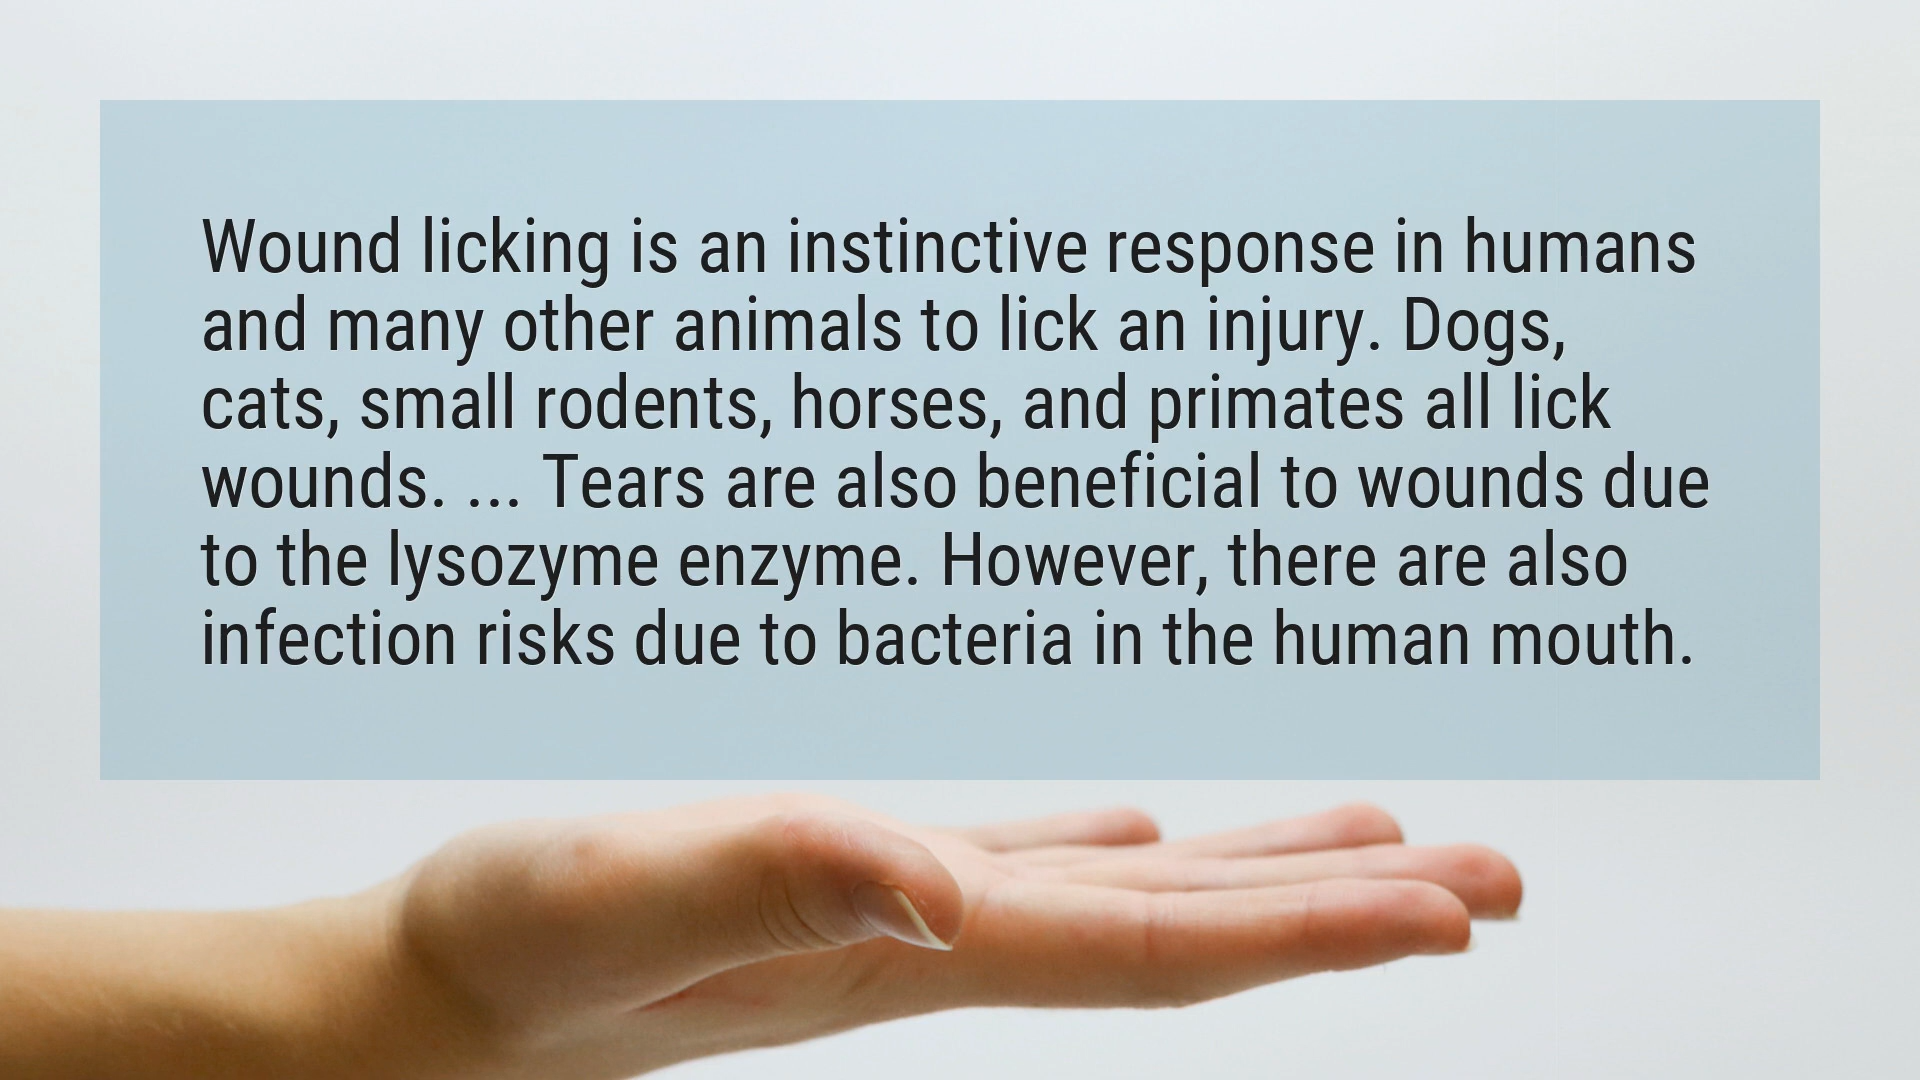 Wound licking is an instinctive response in humans
and many other animals to lick an injury. Dogs,
cats, small rodents, horses, and primates all lick
wounds. ... Tears are also beneficial to wounds due
to the lysozyme enzyme. However, there are also
infection risks due to bacteria in the human mouth.